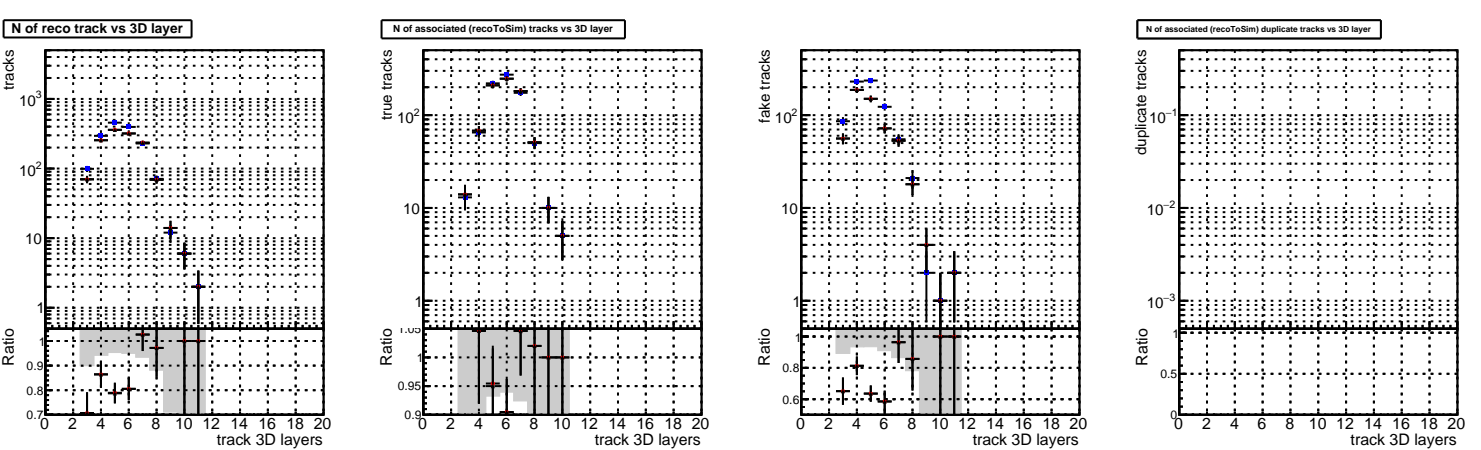 N of reco track vs 3D layer
true tracks
10³
10²
10
1
Ratio
1
0.9
0.8
0.7
0 2 4 6 8 10 12 14 16 18 20
track 3D layers
N of associated (recoToSim) tracks vs 3D layer
true tracks
10²
10
1
Ratio
1.05
1
0.95
0.9
0 2 4 6 8 10 12 14 16 18 20
track 3D layers
fake tracks
10²
10
1
Ratio
1
0.8
0.6
0 2 4 6 8 10 12 14 16 18 20
track 3D layers
N of associated (recoToSim) duplicate tracks vs 3D layer
duplicate tracks
10⁻¹
10⁻²
10⁻³
Ratio
1
0.5
0
0 2 4 6 8 10 12 14 16 18 20
track 3D layers